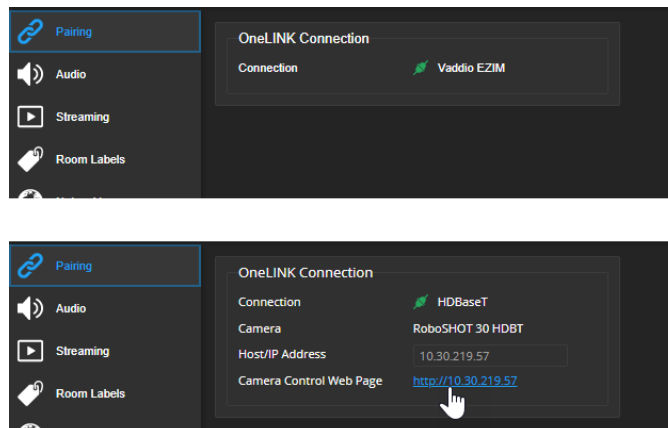 Pairing
OneLINK Connection
Connection Vaddio EZIM
Audio
Streaming
Room Labels
Pairing
OneLINK Connection
Connection HDBaseT
Audio
Camera RoboSHOT 30 HDBT
Streaming
Host/IP Address 10.30.219.57
Camera Control Web Page http://10.30.219.57
Room Labels